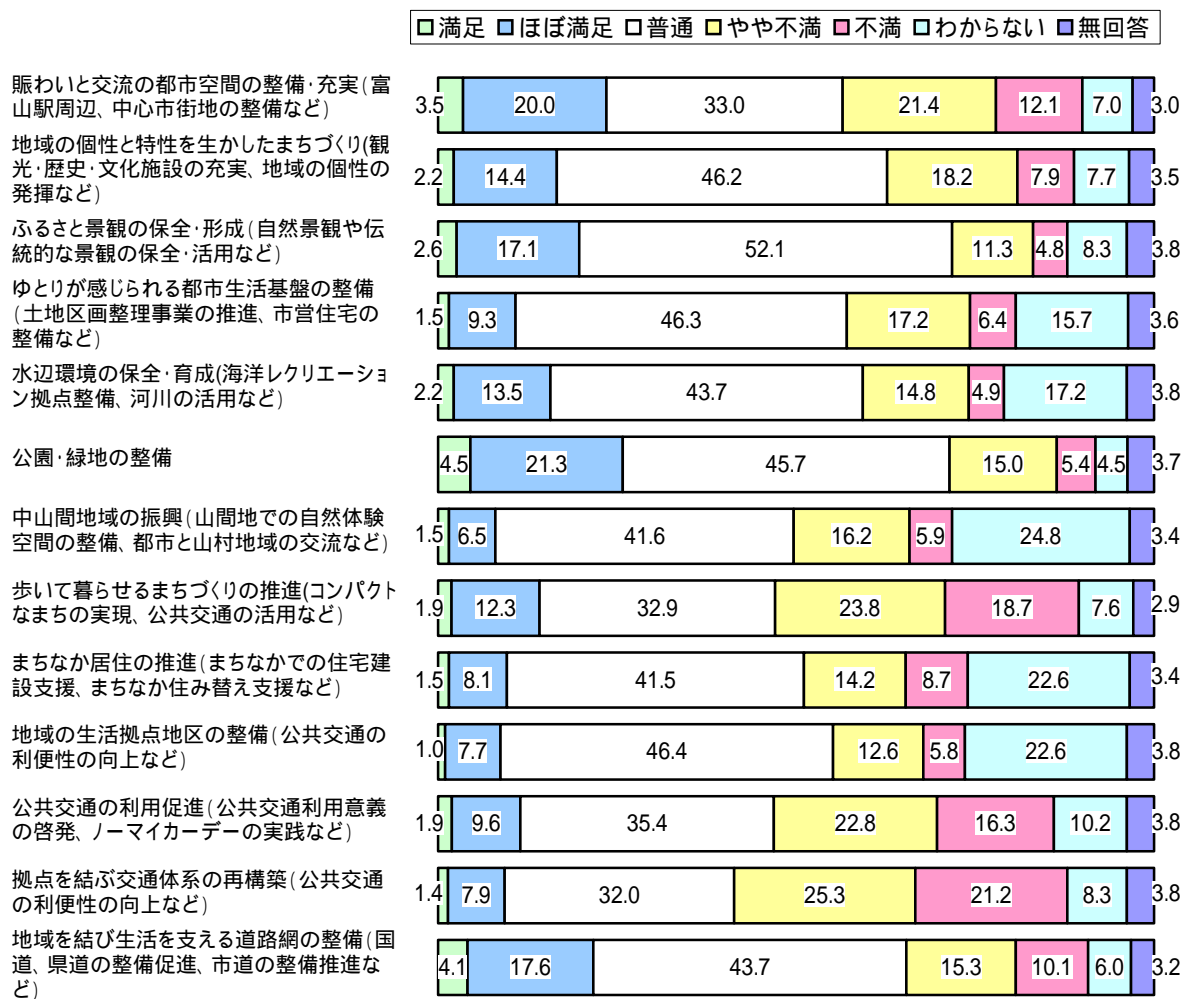 満足 ほぼ満足 普通 やや不満 不満 わからない 無回答
賑わいと交流の都市空間の整備・充実(富
山駅周辺、中心市街地の整備など)
3.5 20.0 33.0 21.4 12.1 7.0 3.0
地域の個性と特性を生かしたまちづくり(観
光・歴史・文化施設の充実、地域の個性の
発揮など)
2.2 14.4 46.2 18.2 7.9 7.7 3.5
ふるさと景観の保全・形成(自然景観や伝
統的な景観の保全・活用など)
2.6 17.1 52.1 11.3 4.8 8.3 3.8
ゆとりが感じられる都市生活基盤の整備
(土地区画整理事業の推進、市営住宅の
整備など)
1.5 9.3 46.3 17.2 6.4 15.7 3.6
水辺環境の保全・育成(海洋レクリエーショ
ン拠点整備、河川の活用など)
2.2 13.5 43.7 14.8 4.9 17.2 3.8
公園・緑地の整備
4.5 21.3 45.7 15.0 5.4 4.5 3.7
中山間地域の振興(山間地での自然体験
空間の整備、都市と山村地域の交流など)
1.5 6.5 41.6 16.2 5.9 24.8 3.4
歩いて暮らせるまちづくりの推進(コンパクト
なまちの実現、公共交通の活用など)
1.9 12.3 32.9 23.8 18.7 7.6 2.9
まちなか居住の推進(まちなかでの住宅建
設支援、まちなか住み替え支援など)
1.5 8.1 41.5 14.2 8.7 22.6 3.4
地域の生活拠点地区の整備(公共交通の
利便性の向上など)
1.0 7.7 46.4 12.6 5.8 22.6 3.8
公共交通の利用促進(公共交通利用意義
の啓発、ノーマイカーデーの実践など)
1.9 9.6 35.4 22.8 16.3 10.2 3.8
拠点を結ぶ交通体系の再構築(公共交通
の利便性の向上など)
1.4 7.9 32.0 25.3 21.2 8.3 3.8
地域を結び生活を支える道路網の整備(国
道、県道の整備促進、市道の整備推進な
ど)
4.1 17.6 43.7 15.3 10.1 6.0 3.2